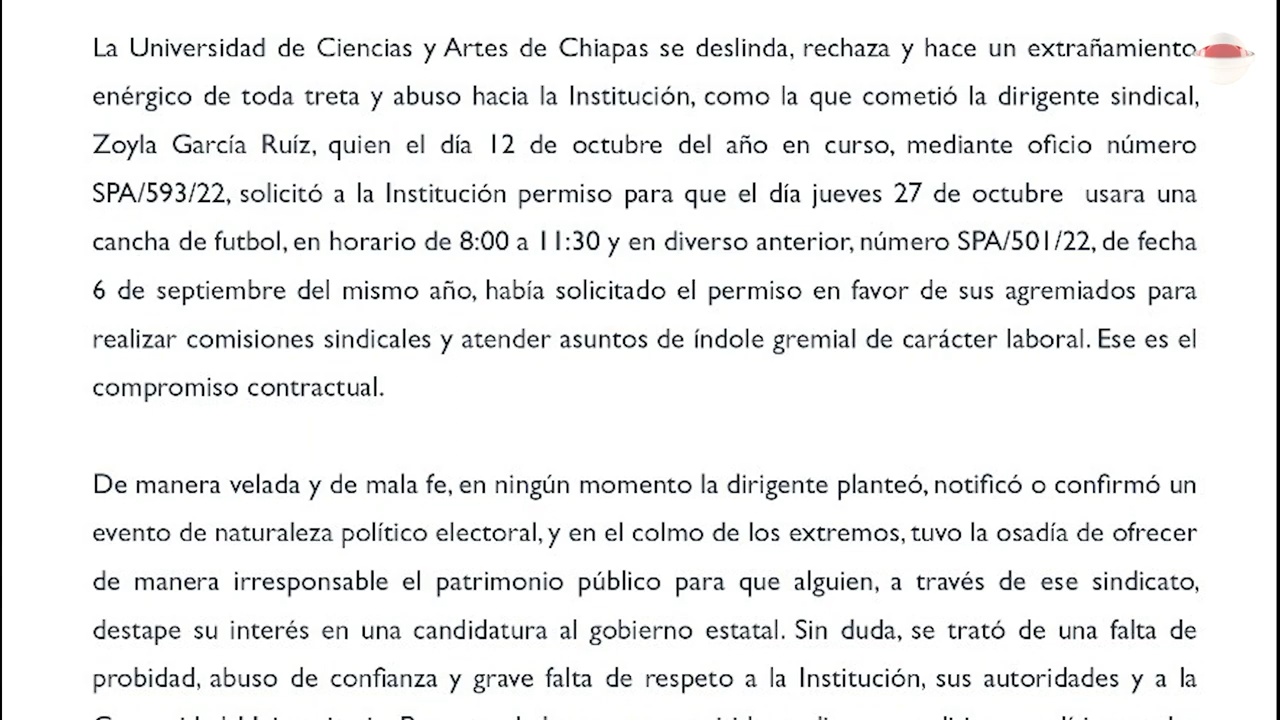 La Universidad de Ciencias y Artes de Chiapas se deslinda, rechaza y hace un extrañamiento
enérgico de toda treta y abuso hacia la Institución, como la que cometió la dirigente sindical,
Zoyla García Ruíz, quien el día 12 de octubre del año en curso, mediante oficio número
SPA/593/22, solicitó a la Institución permiso para que el día jueves 27 de octubre usara una
cancha de futbol, en horario de 8:00 a 11:30 y en diverso anterior, número SPA/501/22, de fecha
6 de septiembre del mismo año, había solicitado el permiso en favor de sus agremiados para
realizar comisiones sindicales y atender asuntos de índole gremial de carácter laboral. Ese es el
compromiso contractual.
De manera velada y de mala fe, en ningún momento la dirigente planteó, notificó o confirmó un
evento de naturaleza político electoral, y en el colmo de los extremos, tuvo la osadía de ofrecer
de manera irresponsable el patrimonio público para que alguien, a través de ese sindicato,
destape su interés en una candidatura al gobierno estatal. Sin duda, se trató de una falta de
probidad, abuso de confianza y grave falta de respeto a la Institución, sus autoridades y a la